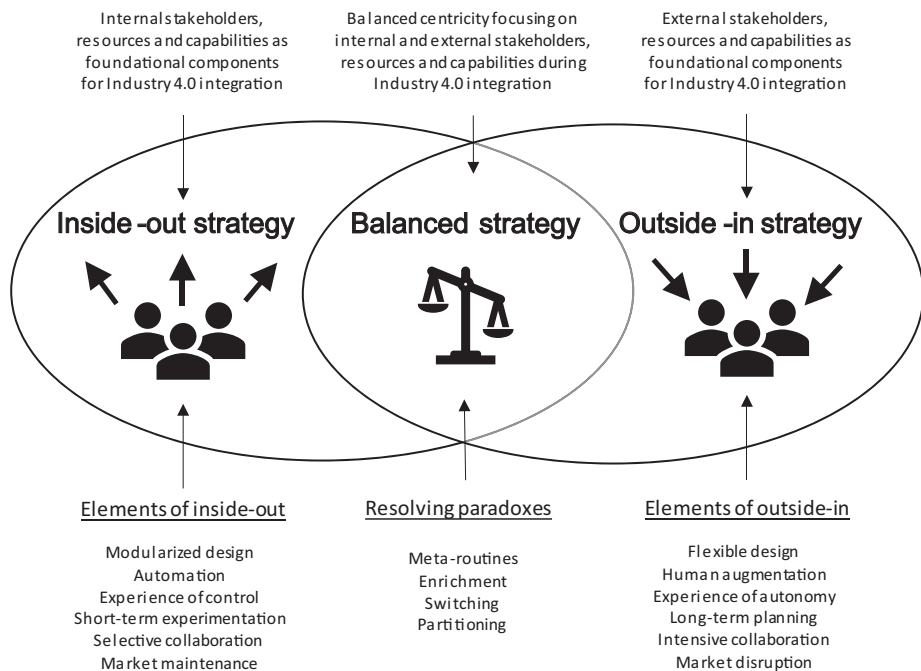 Internal stakeholders,
resources and capabilities as
foundational components
for Industry 4.0 integration
Balanced centricity focusing on
internal and external stakeholders,
resources and capabilities during
Industry 4.0 integration
External stakeholders,
resources and capabilities as
foundational components
for Industry 4.0 integration
Inside-out strategy
Balanced strategy
Outside-in strategy
Elements of inside-out
Modularized design
Automation
Experience of control
Short-term experimentation
Selective collaboration
Market maintenance
Resolving paradoxes
Meta-routines
Enrichment
Switching
Partitioning
Elements of outside-in
Flexible design
Human augmentation
Experience of autonomy
Long-term planning
Intensive collaboration
Market disruption